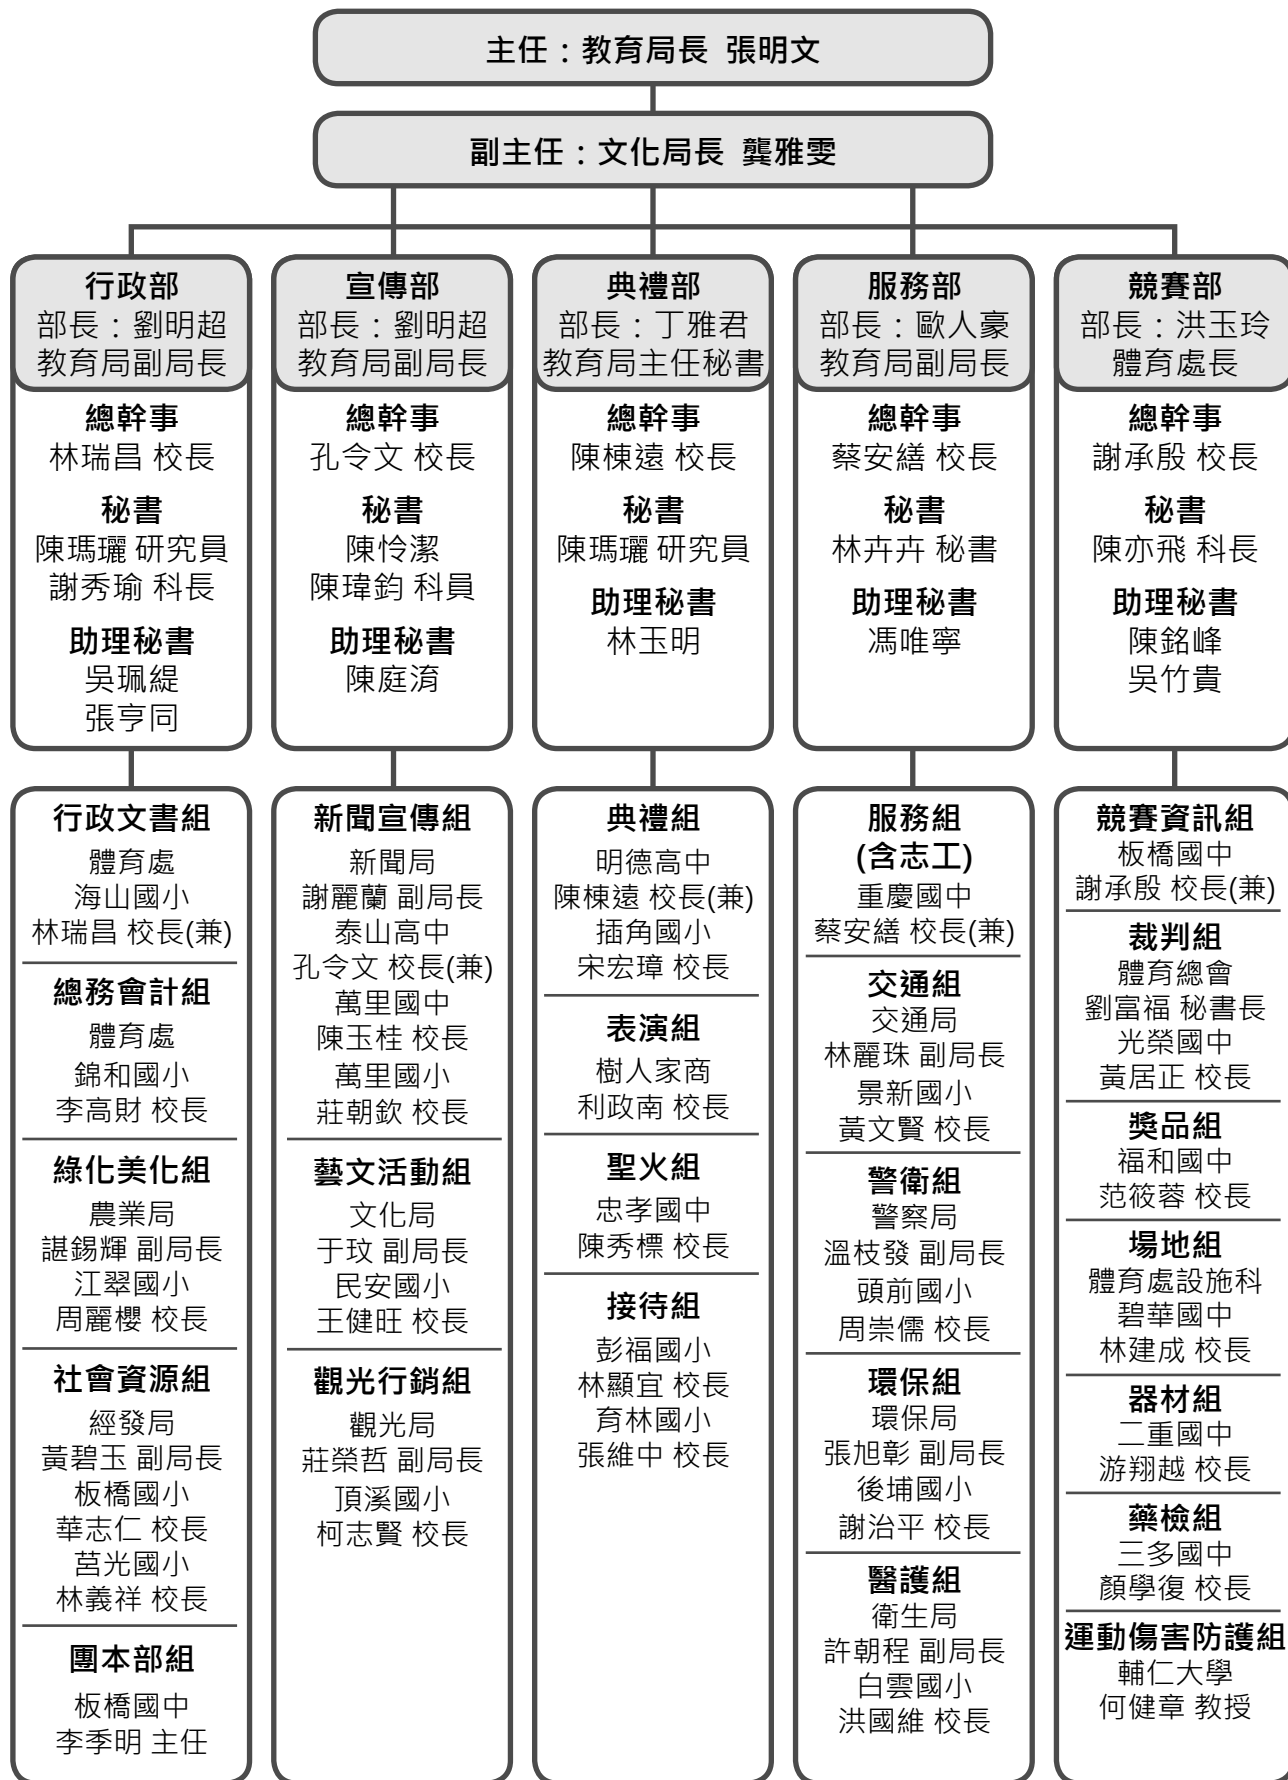 主任：教育局長 張明文
副主任：文化局長 龔雅雯
行政部
部長：劉明超
教育局副局長
總幹事
林瑞昌 校長
秘書
陳瑪瓓 研究員
謝秀瑜 科長
助理秘書
吳珮緹
張亨同
宣傳部
部長：劉明超
教育局副局長
總幹事
孔令文 校長
秘書
陳怜潔
陳瑋鈞 科員
助理秘書
陳庭淯
典禮部
部長：丁雅君
教育局主任秘書
總幹事
陳棟遠 校長
秘書
陳瑪瓓 研究員
助理秘書
林玉明
服務部
部長：歐人豪
教育局副局長
總幹事
蔡安繕 校長
秘書
林卉卉 秘書
助理秘書
馮唯寧
競賽部
部長：洪玉玲
體育處長
總幹事
謝承殷 校長
秘書
陳亦飛 科長
助理秘書
陳銘峰
吳竹貴
行政文書組
體育處
海山國小
林瑞昌 校長(兼)
總務會計組
體育處
錦和國小
李高財 校長
綠化美化組
農業局
諶錫輝 副局長
江翠國小
周麗櫻 校長
社會資源組
經發局
黃碧玉 副局長
板橋國小
華志仁 校長
莒光國小
林義祥 校長
團本部組
板橋國中
李季明 主任
新聞宣傳組
新聞局
謝麗蘭 副局長
泰山高中
孔令文 校長(兼)
萬里國中
陳玉桂 校長
萬里國小
莊朝欽 校長
藝文活動組
文化局
于玟 副局長
民安國小
王健旺 校長
觀光行銷組
觀光局
莊榮哲 副局長
頂溪國小
柯志賢 校長
典禮組
明德高中
陳棟遠 校長(兼)
插角國小
宋宏璋 校長
表演組
樹人家商
利政南 校長
聖火組
忠孝國中
陳秀標 校長
接待組
彭福國小
林顯宜 校長
育林國小
張維中 校長
服務組
(含志工)
重慶國中
蔡安繕 校長(兼)
交通組
交通局
林麗珠 副局長
景新國小
黃文賢 校長
警衛組
警察局
溫枝發 副局長
頭前國小
周崇儒 校長
環保組
環保局
張旭彰 副局長
後埔國小
謝治平 校長
醫護組
衛生局
許朝程 副局長
白雲國小
洪國維 校長
競賽資訊組
板橋國中
謝承殷 校長(兼)
裁判組
體育總會
劉富福 秘書長
光榮國中
黃居正 校長
獎品組
福和國中
范筱蓉 校長
場地組
體育處設施科
碧華國中
林建成 校長
器材組
二重國中
游翔越 校長
藥檢組
三多國中
顏學復 校長
運動傷害防護組
輔仁大學
何健章 教授